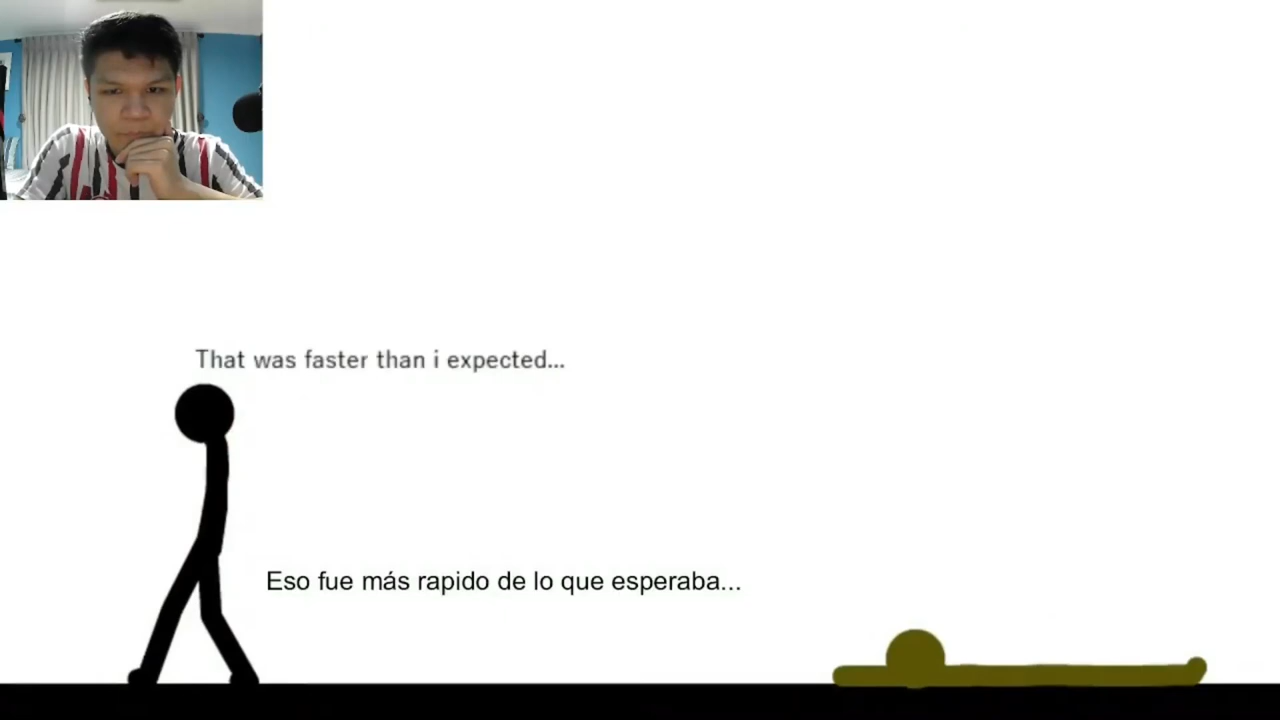 That was faster than i expected...
Eso fue más rapido de lo que esperaba...